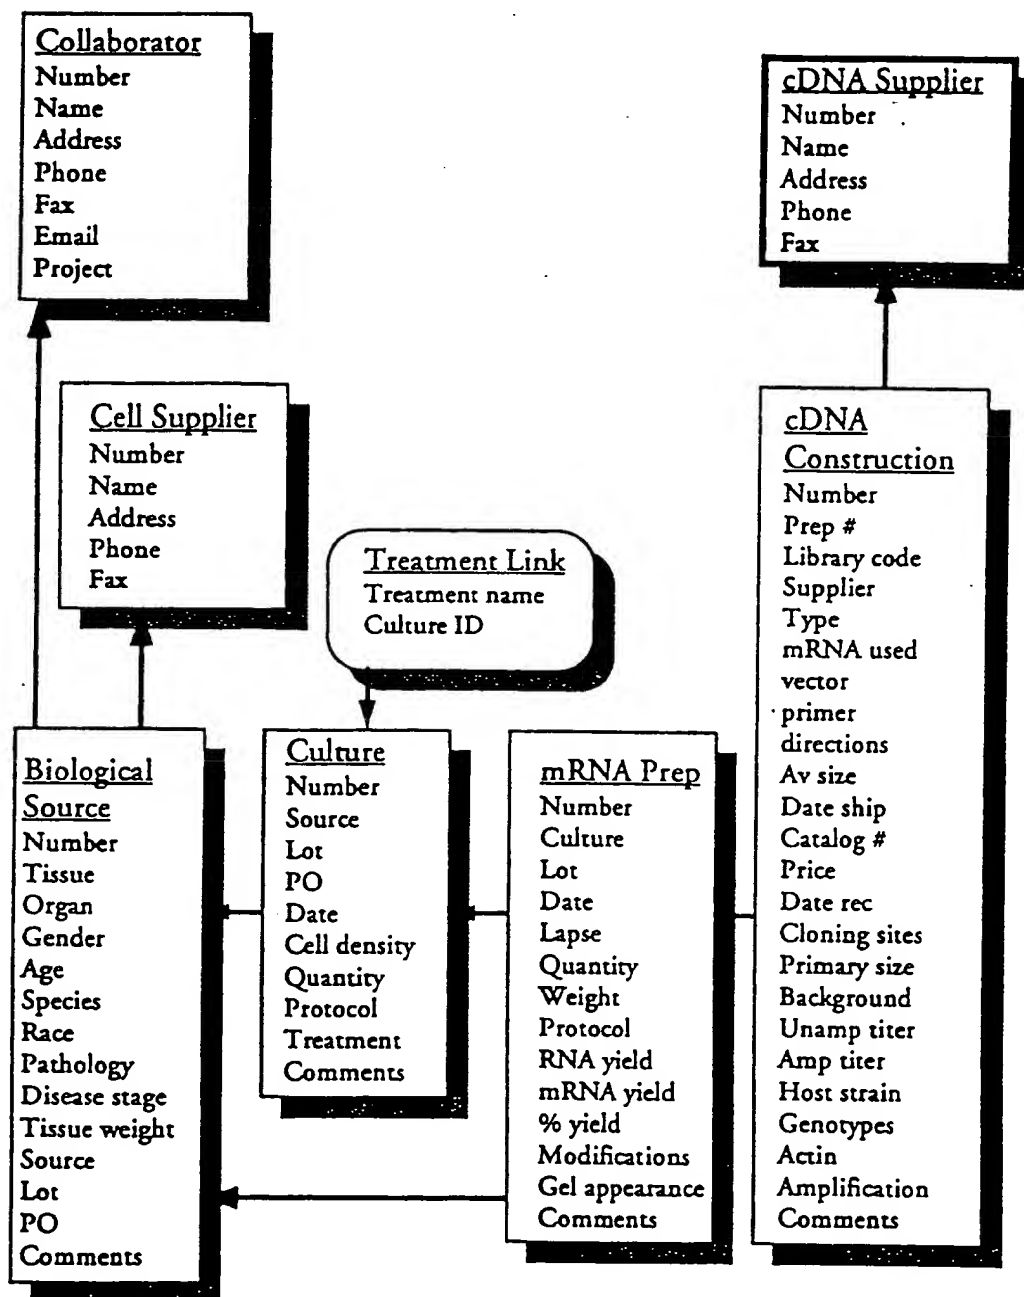 Collaborator
Number
Name
Address
Phone
Fax
Email
Project
cDNA Supplier
Number
Name
Address
Phone
Fax
Cell Supplier
Number
Name
Address
Phone
Fax
Treatment Link
Treatment name
Culture ID
Biological
Source
Number
Tissue
Organ
Gender
Age
Species
Race
Pathology
Disease stage
Tissue weight
Source
Lot
PO
Comments
Culture
Number
Source
Lot
PO
Date
Cell density
Quantity
Protocol
Treatment
Comments
mRNA Prep
Number
Culture
Lot
Date
Lapse
Quantity
Weight
Protocol
RNA yield
mRNA yield
% yield
Modifications
Gel appearance
Comments
cDNA
Construction
Number
Prep #
Library code
Supplier
Type
mRNA used
vector
primer
directions
Av size
Date ship
Catalog #
Price
Date rec
Cloning sites
Primary size
Background
Unamp titer
Amp titer
Host strain
Genotypes
Actin
Amplification
Comments